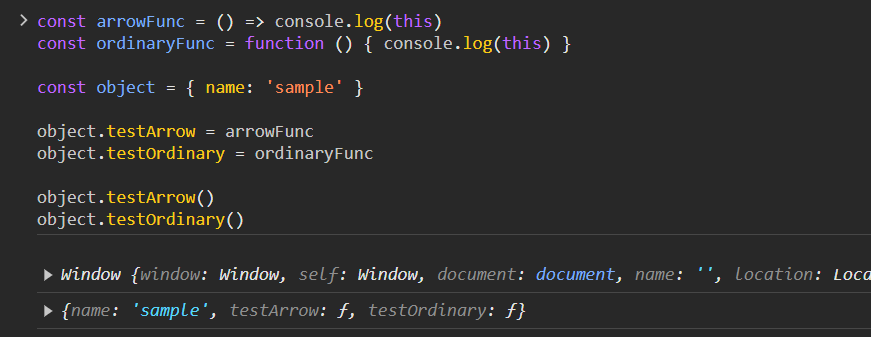 const arrowFunc = () => console.log(this)
const ordinaryFunc = function () { console.log(this) }
const object = { name: 'sample' }
object.testArrow = arrowFunc
object.testOrdinary = ordinaryFunc
object.testArrow()
object.testOrdinary()
Window {window: Window, self: Window, document: document, name: '', location: Loca
{name: 'sample', testArrow: ƒ, testOrdinary: ƒ}